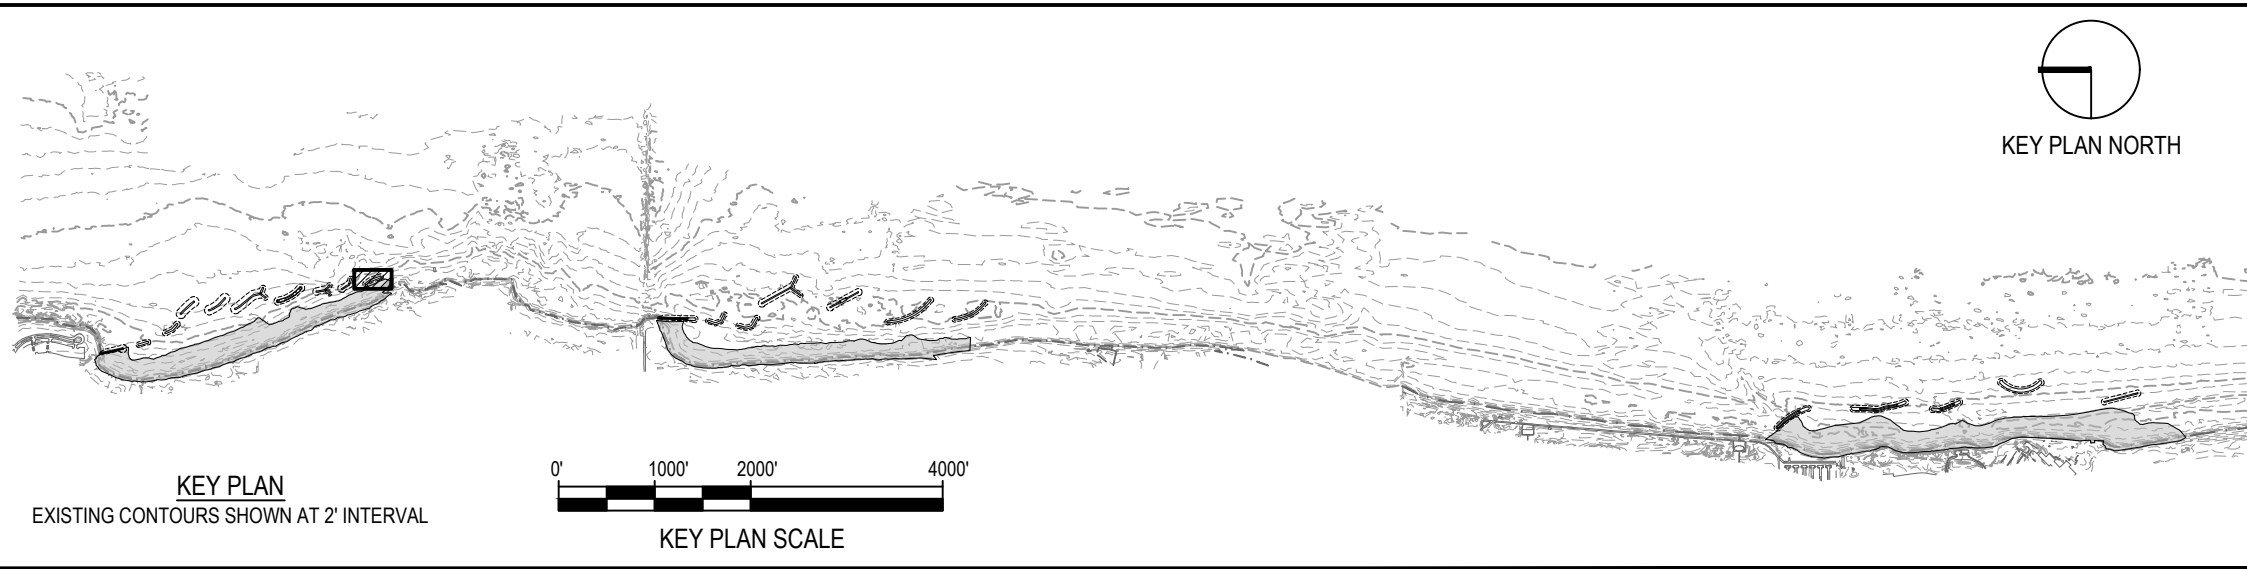 KEY PLAN NORTH
KEY PLAN
EXISTING CONTOURS SHOWN AT 2' INTERVAL
0' 1000' 2000' 4000'
KEY PLAN SCALE